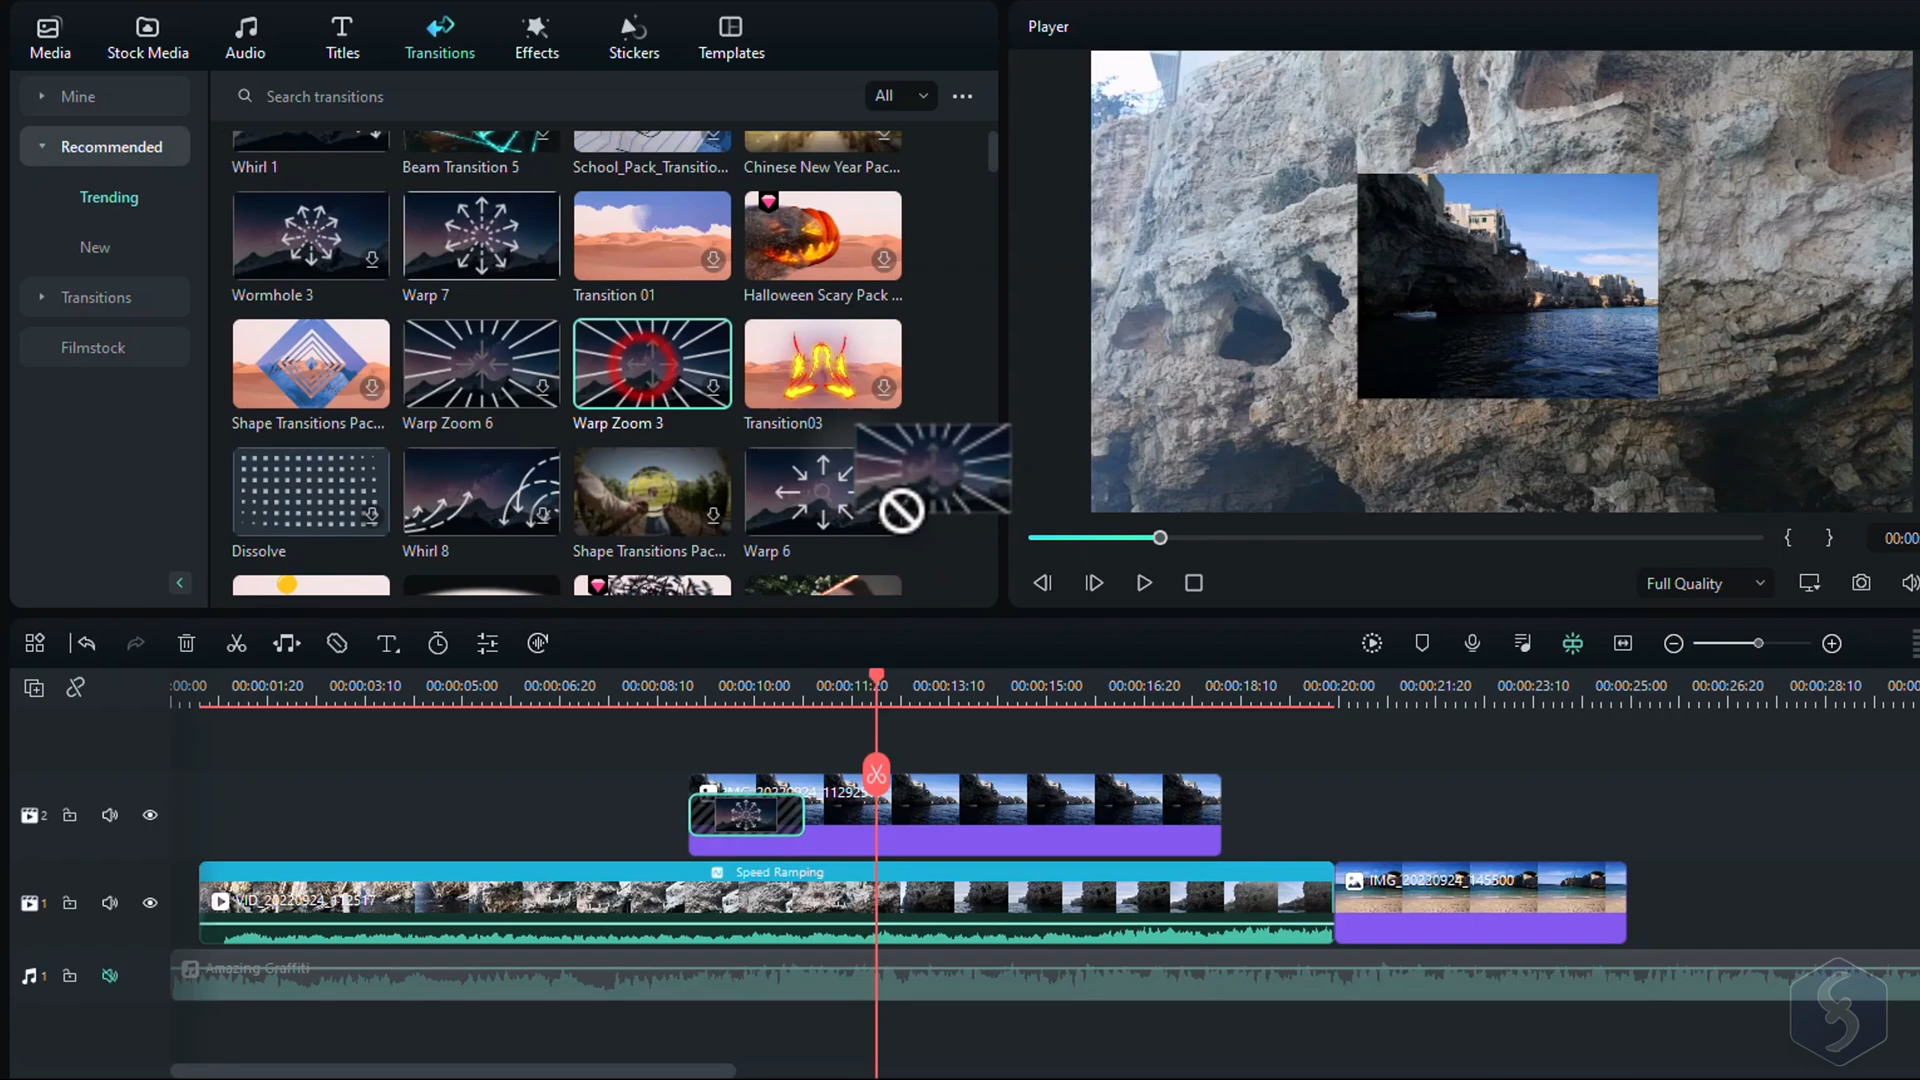 Media
Stock Media
Audio
Titles
Transitions
Effects
Stickers
Templates
Player
Mine
Recommended
Trending
New
Transitions
Filmstock
Search transitions
All
Whirl 1
Beam Transition 5
School_Pack_Transitio...
Chinese New Year Pac...
Wormhole 3
Warp 7
Transition 01
Halloween Scary Pack ...
Shape Transitions Pac...
Warp Zoom 6
Warp Zoom 3
Transition03
Dissolve
Whirl 8
Shape Transitions Pac...
Warp 6
{ }
00:00
Full Quality
:00:00 00:00:01:20 00:00:03:10 00:00:05:00 00:00:06:20 00:00:08:10 00:00:10:00 00:00:11:20 00:00:13:10 00:00:15:00 00:00:16:20 00:00:18:10 00:00:20:00 00:00:21:20 00:00:23:10 00:00:25:00 00:00:26:20 00:00:28:10 00:00
2
IMG_20220924_112925
Speed Ramping
1
VID_20220924_112517
IMG_20220924_145500
1
Amazing Graffiti